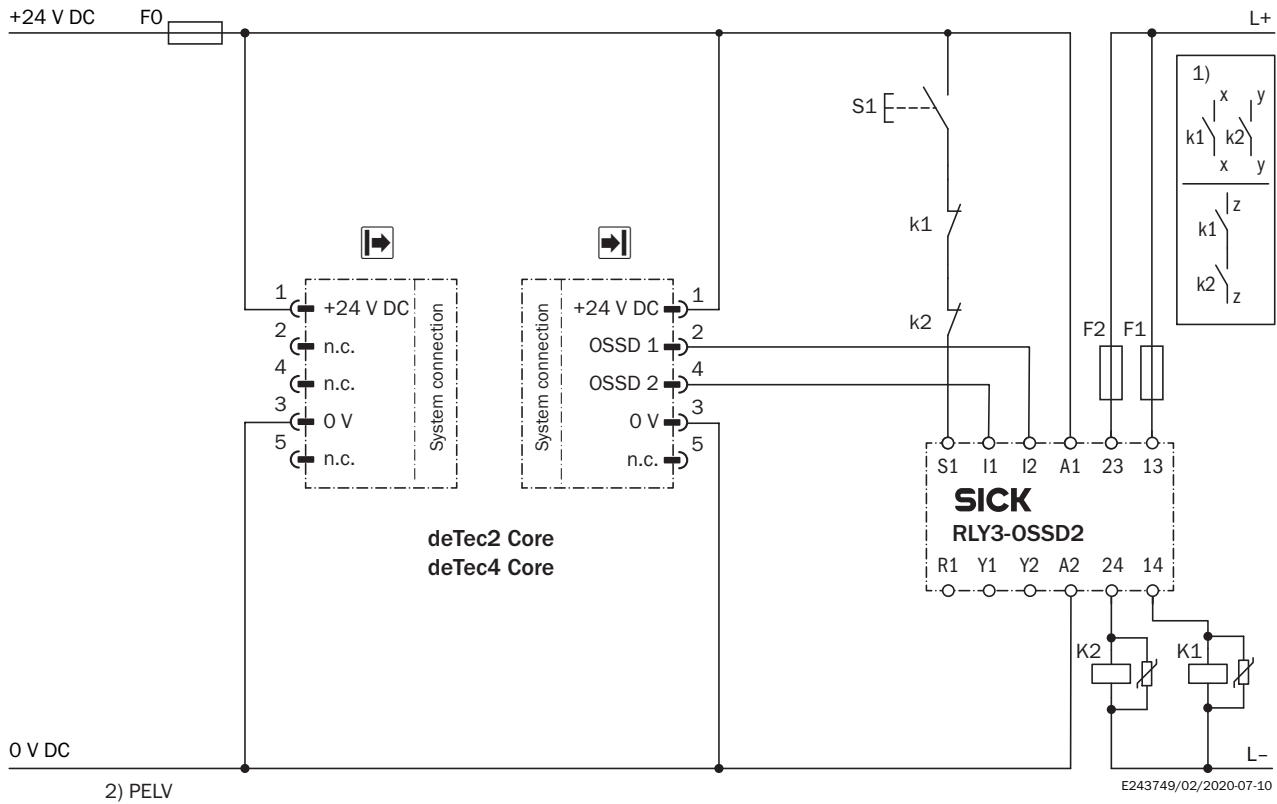 +24 V DC
F0
L+
1)
x y
k1 k2
x y
z
k1
k2
z
S1
k1
k2
1 +24 V DC
2 n.c.
4 n.c.
3 0 V
5 n.c.
System connection
System connection
+24 V DC 1
OSSD 1 2
OSSD 2 4
0 V 3
n.c. 5
F2 F1
S1 I1 I2 A1 23 13
SICK
RLY3-OSSD2
R1 Y1 Y2 A2 24 14
deTec2 Core
deTec4 Core
K2 K1
0 V DC
L–
2) PELV
E243749/02/2020-07-10